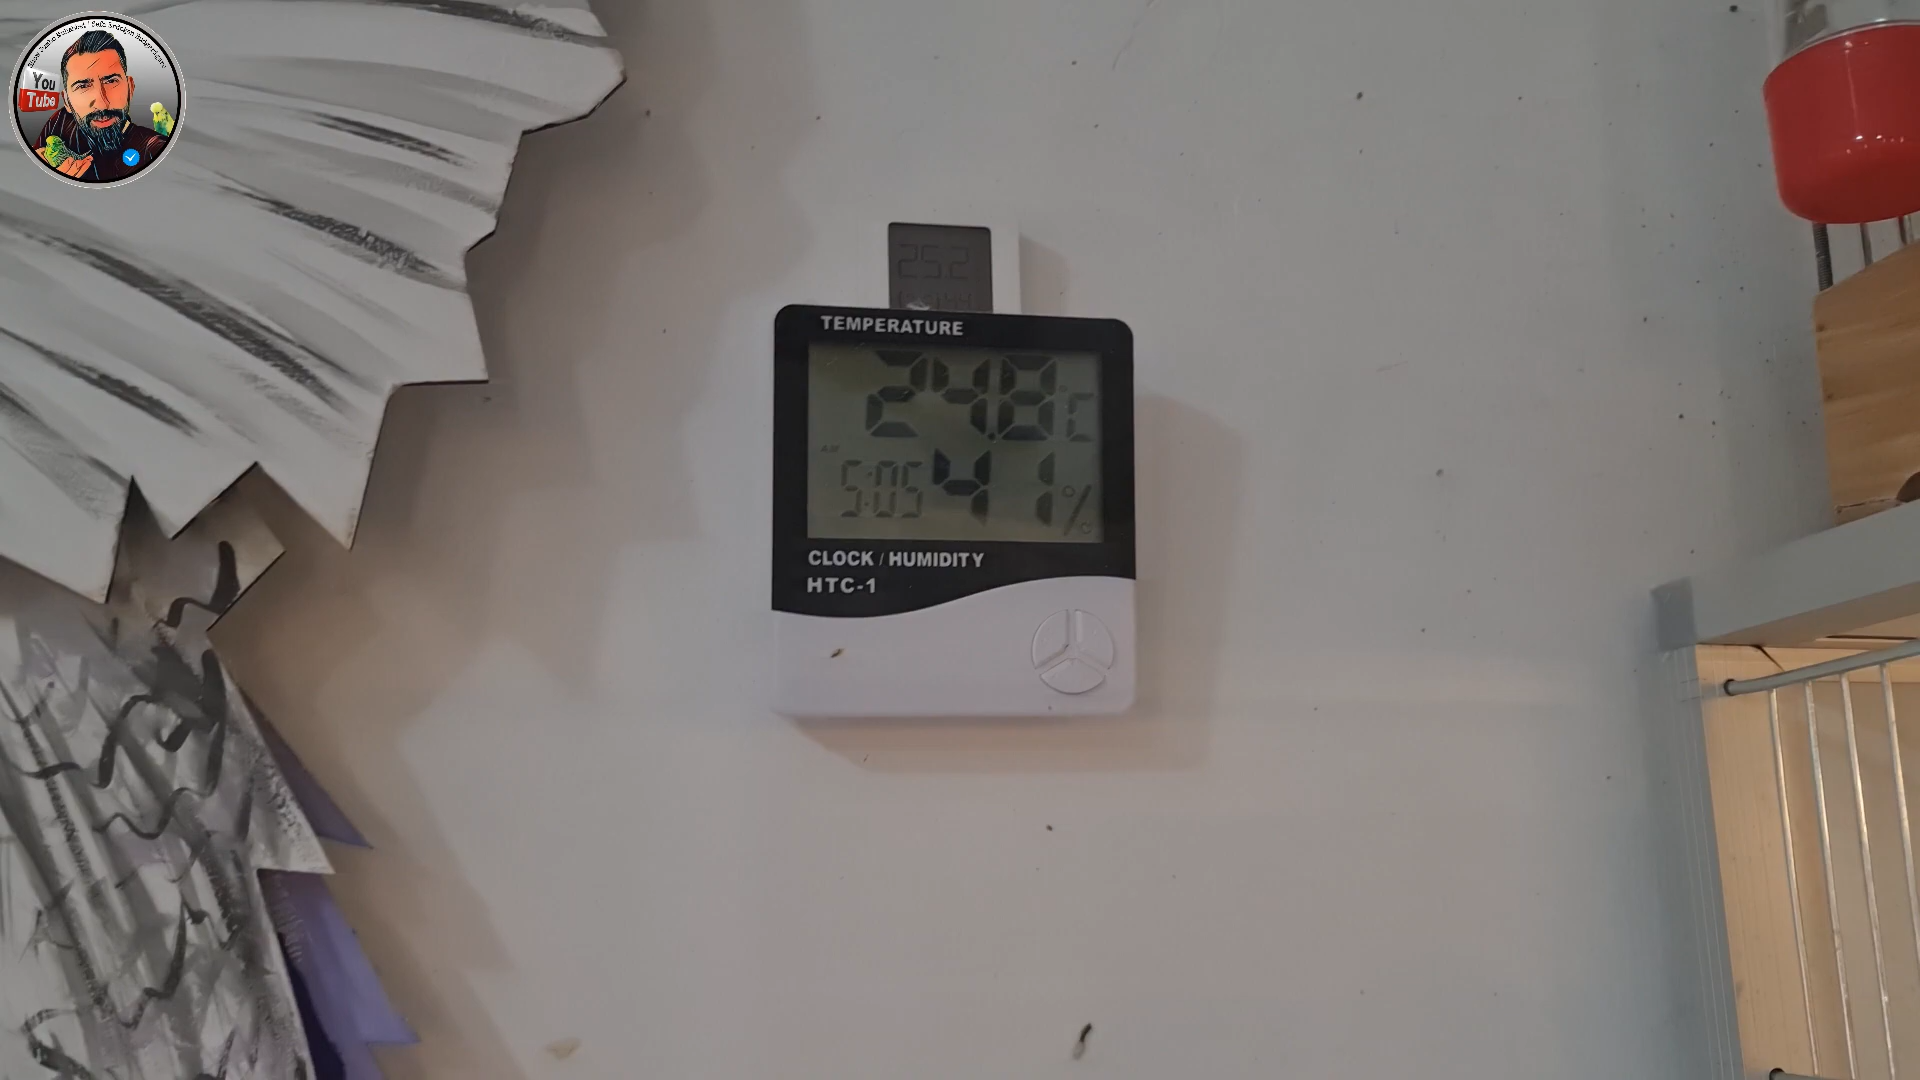 You
Tube
25.2
TEMPERATURE
24.8 °C
5:05 41 %
CLOCK / HUMIDITY
HTC-1